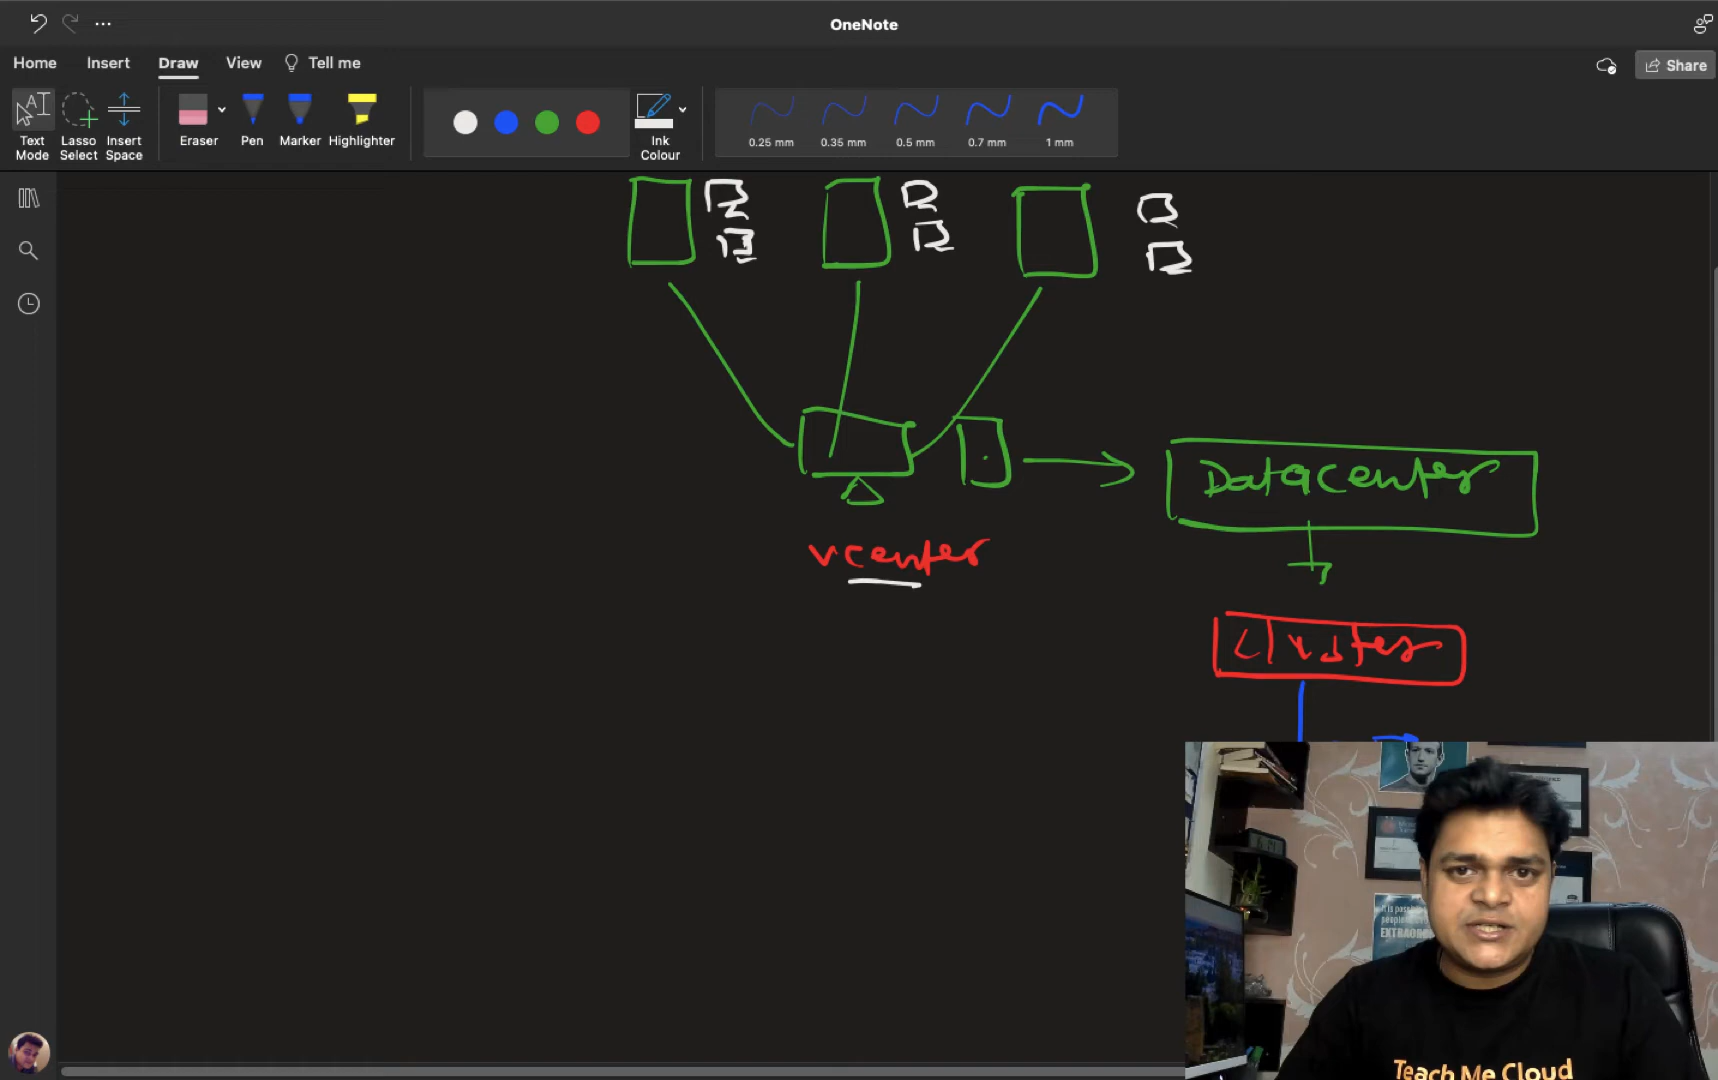 OneNote
Home Insert Draw View Tell me
Share
Text Mode
Lasso Select
Insert Space
Eraser
Pen
Marker
Highlighter
Ink Colour
0.25 mm 0.35 mm 0.5 mm 0.7 mm 1 mm
Datacenter
vcenter
cluster
EXTRAOR
Teach Me Cloud